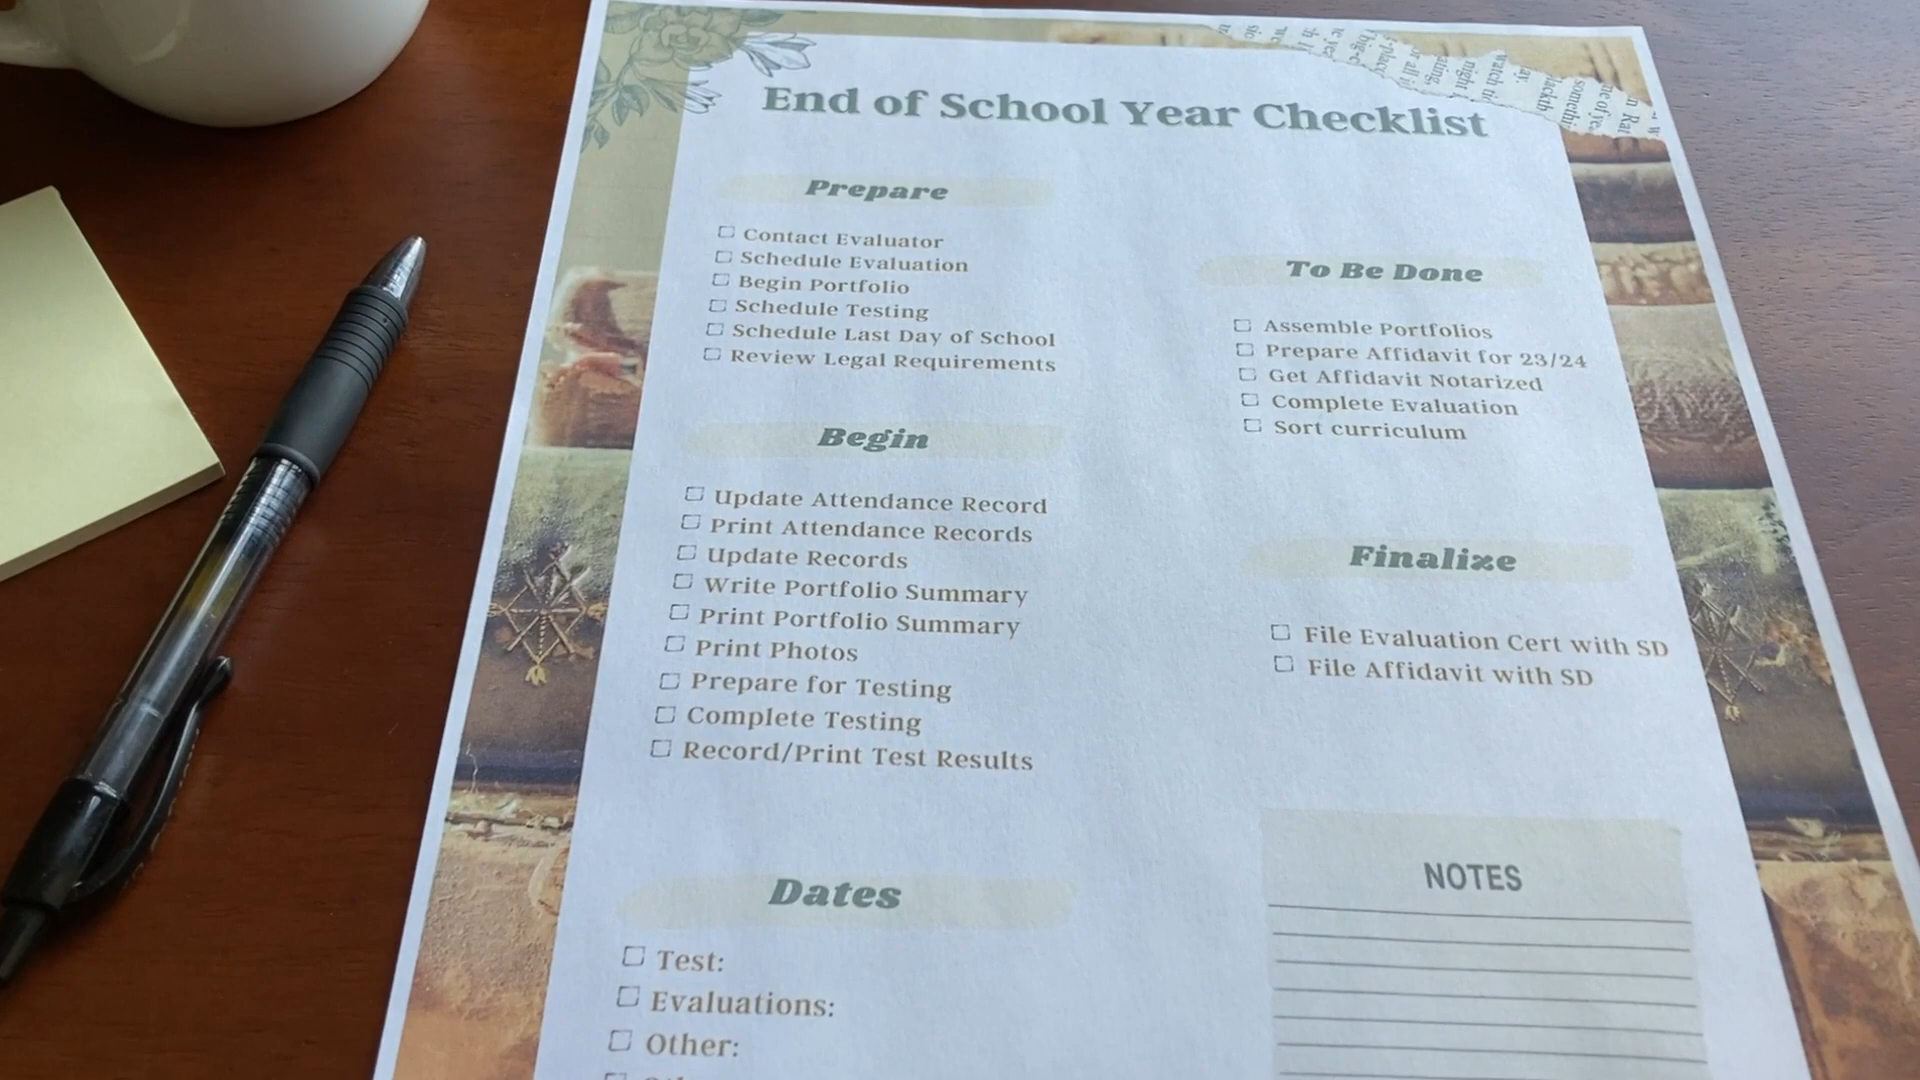 End of School Year Checklist
Prepare
Contact Evaluator
Schedule Evaluation
Begin Portfolio
Schedule Testing
Schedule Last Day of School
Review Legal Requirements
Begin
Update Attendance Record
Print Attendance Records
Update Records
Write Portfolio Summary
Print Portfolio Summary
Print Photos
Prepare for Testing
Complete Testing
Record/Print Test Results
Dates
Test:
Evaluations:
Other:
To Be Done
Assemble Portfolios
Prepare Affidavit for 23/24
Get Affidavit Notarized
Complete Evaluation
Sort curriculum
Finalize
File Evaluation Cert with SD
File Affidavit with SD
NOTES
night
watch